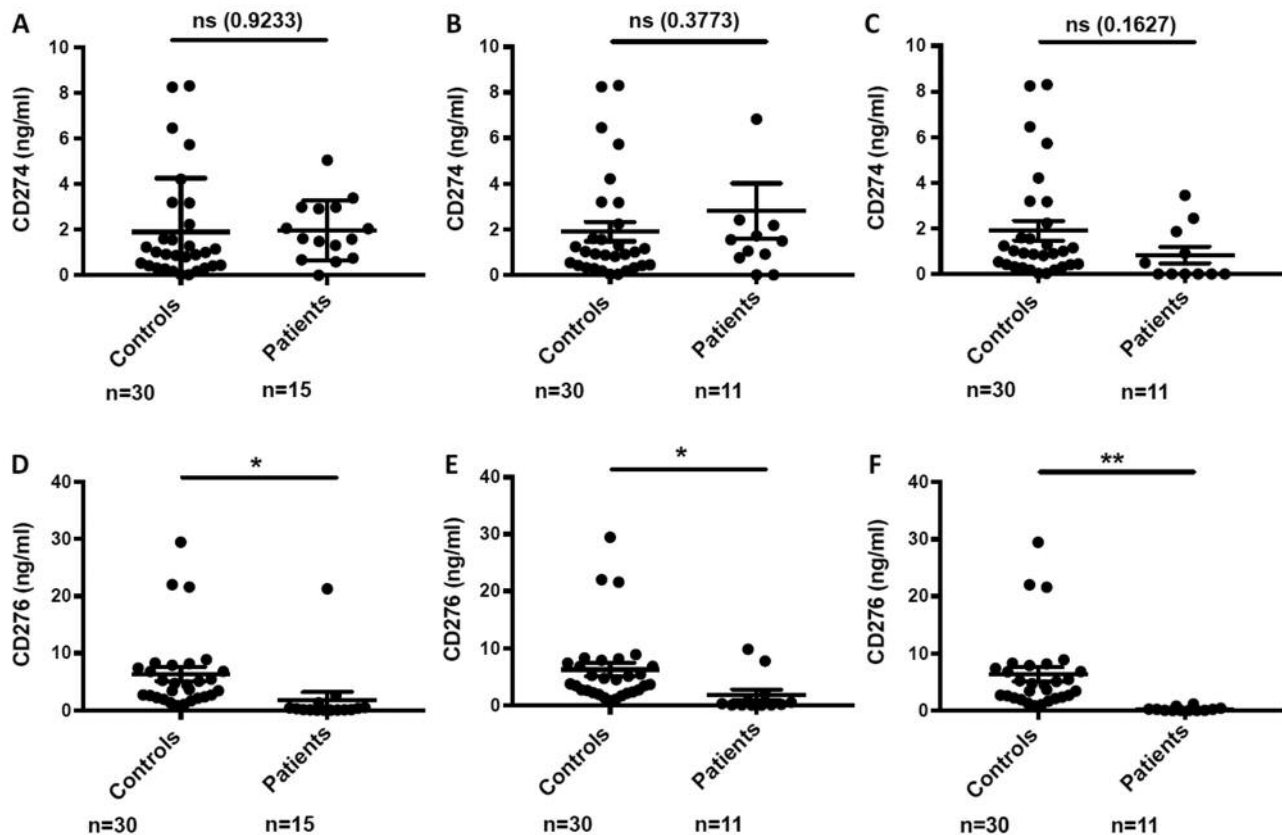 A
ns (0.9233)
CD274 (ng/ml)
10
8
6
4
2
0
Controls
Patients
n=30
n=15
B
ns (0.3773)
CD274 (ng/ml)
10
8
6
4
2
0
Controls
Patients
n=30
n=11
C
ns (0.1627)
CD274 (ng/ml)
10
8
6
4
2
0
Controls
Patients
n=30
n=11
D
*
CD276 (ng/ml)
40
30
20
10
0
Controls
Patients
n=30
n=15
E
*
CD276 (ng/ml)
40
30
20
10
0
Controls
Patients
n=30
n=11
F
**
CD276 (ng/ml)
40
30
20
10
0
Controls
Patients
n=30
n=11